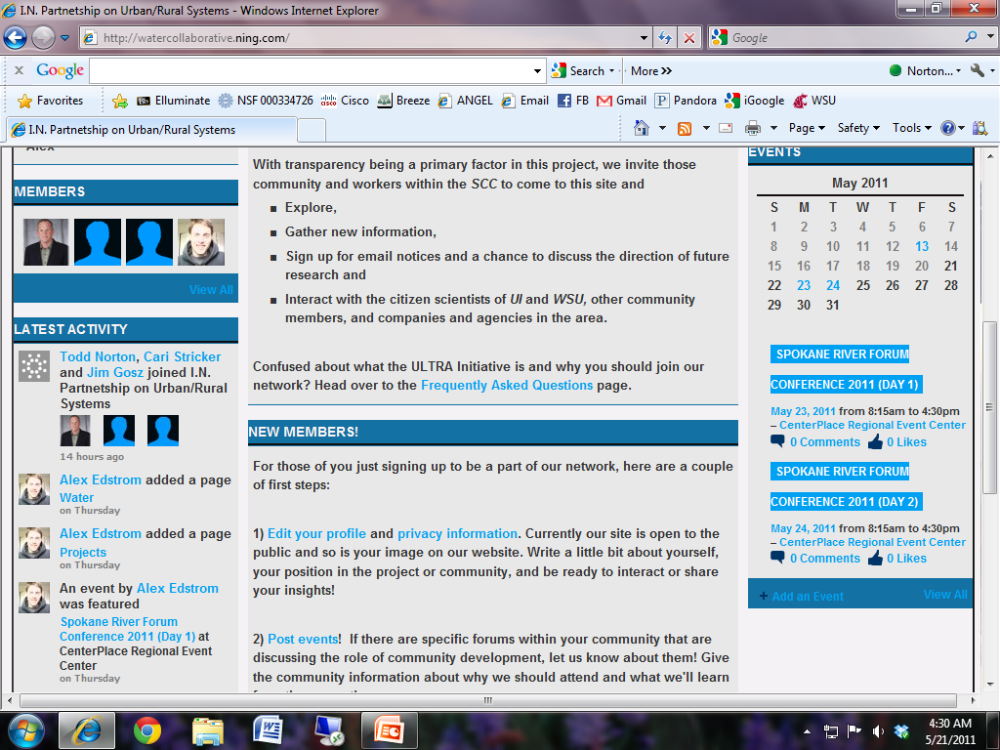 I.N. Partnetship on Urban/Rural Systems - Windows Internet Explorer
http://watercollaborative.ning.com/
Google
Google
Search
More »
Norton...
Favorites
Bb Elluminate
NSF 000334726
cisco Cisco
Breeze
ANGEL
Email
FB
Gmail
Pandora
iGoogle
WSU
I.N. Partnetship on Urban/Rural Systems
Page
Safety
Tools
Alex
MEMBERS
View All
LATEST ACTIVITY
Todd Norton, Cari Stricker
and Jim Gosz joined I.N.
Partnership on Urban/Rural
Systems
14 hours ago
Alex Edstrom added a page
Water
on Thursday
Alex Edstrom added a page
Projects
on Thursday
An event by Alex Edstrom
was featured
Spokane River Forum
Conference 2011 (Day 1) at
CenterPlace Regional Event
Center
on Thursday
With transparency being a primary factor in this project, we invite those
community and workers within the SCC to come to this site and
▪ Explore,
▪ Gather new information,
▪ Sign up for email notices and a chance to discuss the direction of future
research and
▪ Interact with the citizen scientists of UI and WSU, other community
members, and companies and agencies in the area.
Confused about what the ULTRA Initiative is and why you should join our
network? Head over to the Frequently Asked Questions page.
NEW MEMBERS!
For those of you just signing up to be a part of our network, here are a couple
of first steps:
1) Edit your profile and privacy information. Currently our site is open to the
public and so is your image on our website. Write a little bit about yourself,
your position in the project or community, and be ready to interact or share
your insights!
2) Post events! If there are specific forums within your community that are
discussing the role of community development, let us know about them! Give
the community information about why we should attend and what we'll learn
EVENTS
May 2011
S M T W T F S
1 2 3 4 5 6 7
8 9 10 11 12 13 14
15 16 17 18 19 20 21
22 23 24 25 26 27 28
29 30 31
SPOKANE RIVER FORUM
CONFERENCE 2011 (DAY 1)
May 23, 2011 from 8:15am to 4:30pm
– CenterPlace Regional Event Center
0 Comments 0 Likes
SPOKANE RIVER FORUM
CONFERENCE 2011 (DAY 2)
May 24, 2011 from 8:15am to 4:30pm
– CenterPlace Regional Event Center
0 Comments 0 Likes
+ Add an Event
View All
4:30 AM
5/21/2011